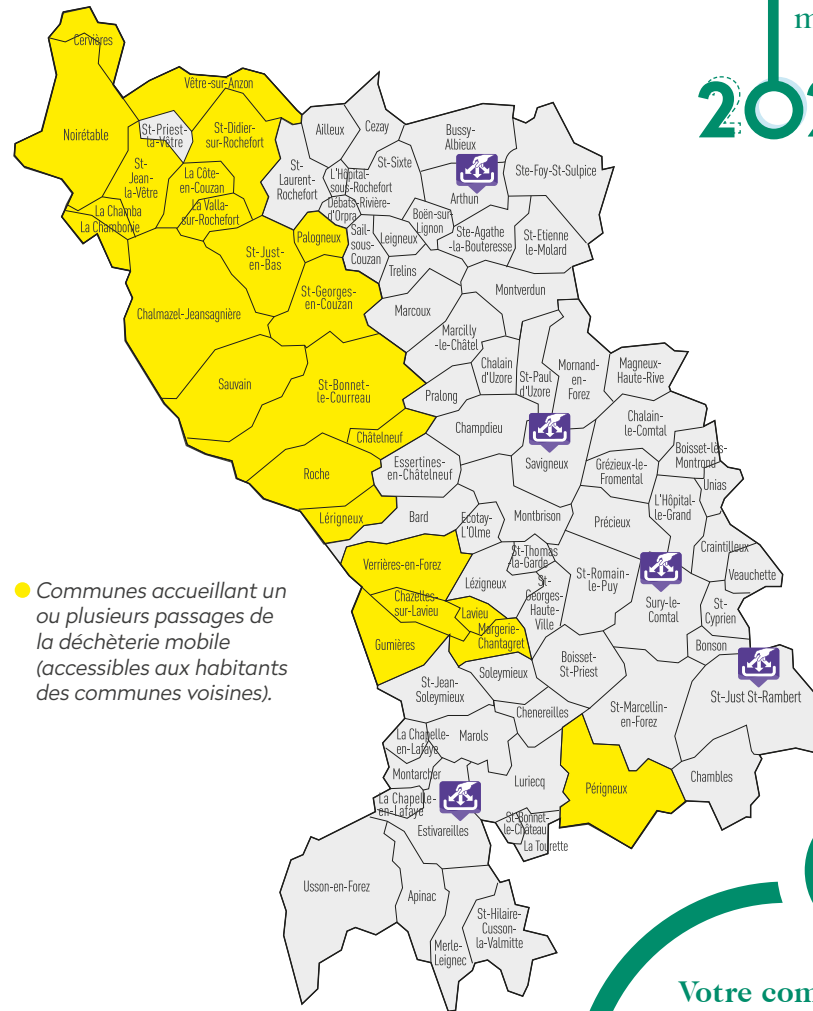 m
202
Cervières
Vêtre-sur-Anzon
Noirétable
St-Priest-
la-Vêtre
St-Didier-
sur-Rochefort
Ailleux
Cezay
Bussy-
Albieux
St-
Jean-
la-Vêtre
La Côte-
en-Couzan
St-
Laurent-
Rochefort
L'Hôpital-
sous-Rochefort
St-Sixte
Arthun
Ste-Foy-St-Sulpice
La Chamba
La Chambonie
La Valla-
sur-Rochefort
Débats-Rivière-
d'Orpra
Boën-sur-
Lignon
Palogneux
Sail-
sous-
Couzan
Leigneux
Ste-Agathe
-la-Bouteresse
St-Etienne
le-Molard
St-Just-
en-Bas
Trelins
St-Georges-
en-Couzan
Montverdun
Chalmazel-Jeansagnière
Marcoux
Marcilly
-le-Châtel
Sauvain
St-Bonnet-
le-Courreau
Chalain
d'Uzore
St-Paul
d'Uzore
Mornand-
en-
Forez
Magneux-
Haute-Rive
Pralong
Châtelneuf
Champdieu
Chalain-
le-Comtal
Boisset-lès-
Montrond
Roche
Essertines-
en-Châtelneuf
Savigneux
Grézieux-le-
Fromental
Unias
L'Hôpital-
le-Grand
Lérigneux
Bard
Ecotay-
L'Olme
Montbrison
Précieux
Craintilleux
Verrières-en-Forez
St-Thomas
la-Garde
Lézigneux
St-
Georges-
Haute-
Ville
St-Romain-
le-Puy
Veauchette
Chazelles-
sur-Lavieu
Lavieu
Sury-le-
Comtal
St-
Cyprien
Margerie-
Chantagret
Gumières
Bonson
Boisset-
St-Priest
St-Jean-
Soleymieux
Soleymieux
St-Just St-Rambert
Chenereilles
St-Marcellin-
en-Forez
La Chapelle-
en-Lafaye
Marols
Montarcher
Luriecq
Périgneux
Chambles
La Chapelle-
en-Lafaye
Estivareilles
St-Bonnet-
le-Château
La Tourette
Usson-en-Forez
Apinac
St-Hilaire-
Cusson-
la-Valmitte
Merle-
Leignec
Communes accueillant un
ou plusieurs passages de
la déchèterie mobile
(accessibles aux habitants
des communes voisines).
Votre com